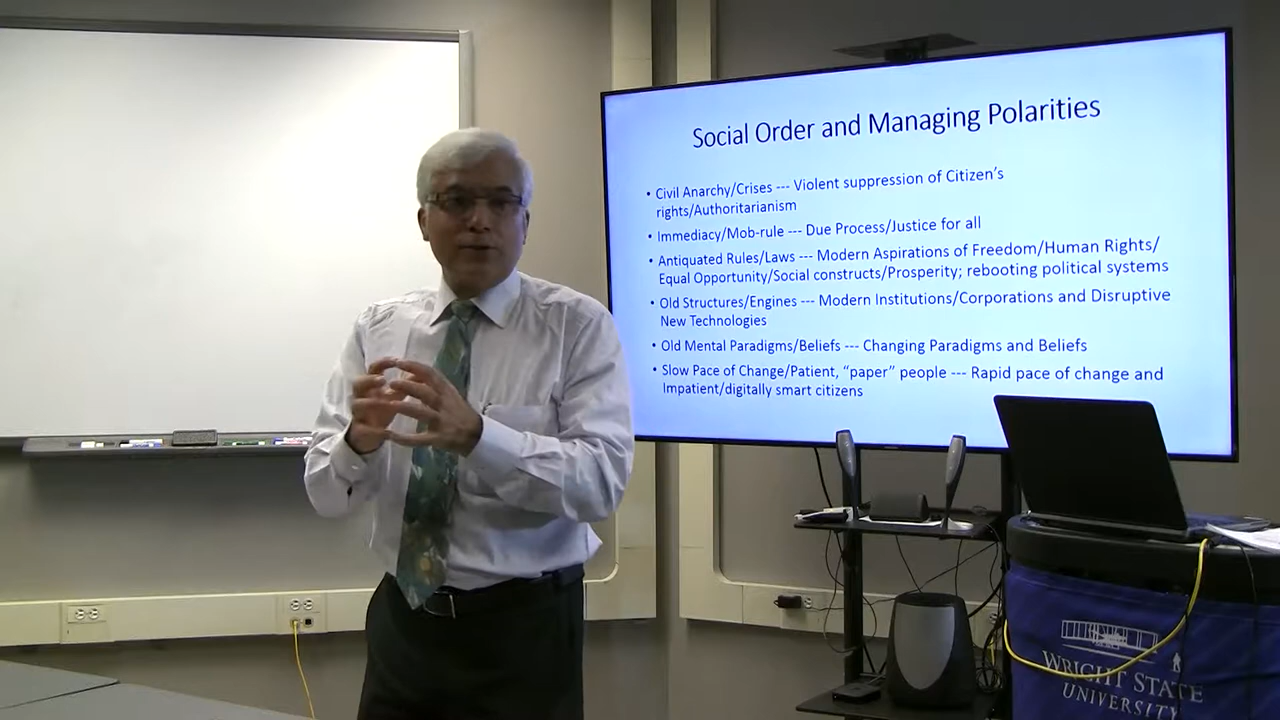 Social Order and Managing Polarities
• Civil Anarchy/Crises --- Violent suppression of Citizen's
rights/Authoritarianism
• Immediacy/Mob-rule --- Due Process/Justice for all
• Antiquated Rules/Laws --- Modern Aspirations of Freedom/Human Rights/
Equal Opportunity/Social constructs/Prosperity; rebooting political systems
• Old Structures/Engines --- Modern Institutions/Corporations and Disruptive
New Technologies
• Old Mental Paradigms/Beliefs --- Changing Paradigms and Beliefs
• Slow Pace of Change/Patient, “paper” people --- Rapid pace of change and
Impatient/digitally smart citizens
WRIGHT STATE
UNIVERSITY